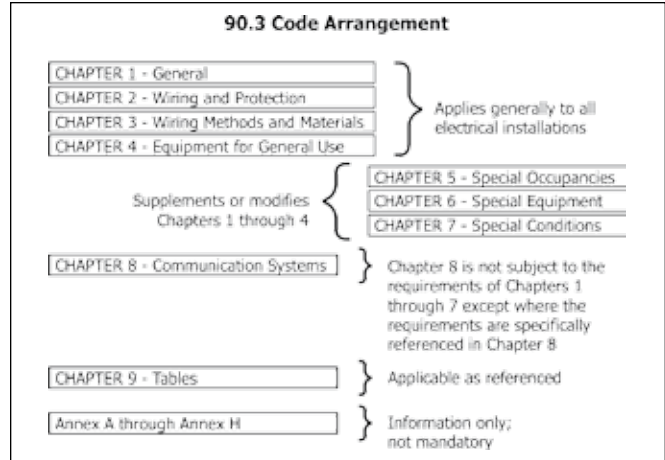 90.3 Code Arrangement
CHAPTER 1 - General
CHAPTER 2 - Wiring and Protection
CHAPTER 3 - Wiring Methods and Materials
CHAPTER 4 - Equipment for General Use
Applies generally to all
electrical installations
Supplements or modifies
Chapters 1 through 4
CHAPTER 5 - Special Occupancies
CHAPTER 6 - Special Equipment
CHAPTER 7 - Special Conditions
CHAPTER 8 - Communication Systems
Chapter 8 is not subject to the
requirements of Chapters 1
through 7 except where the
requirements are specifically
referenced in Chapter 8
CHAPTER 9 - Tables
Applicable as referenced
Annex A through Annex H
Information only;
not mandatory